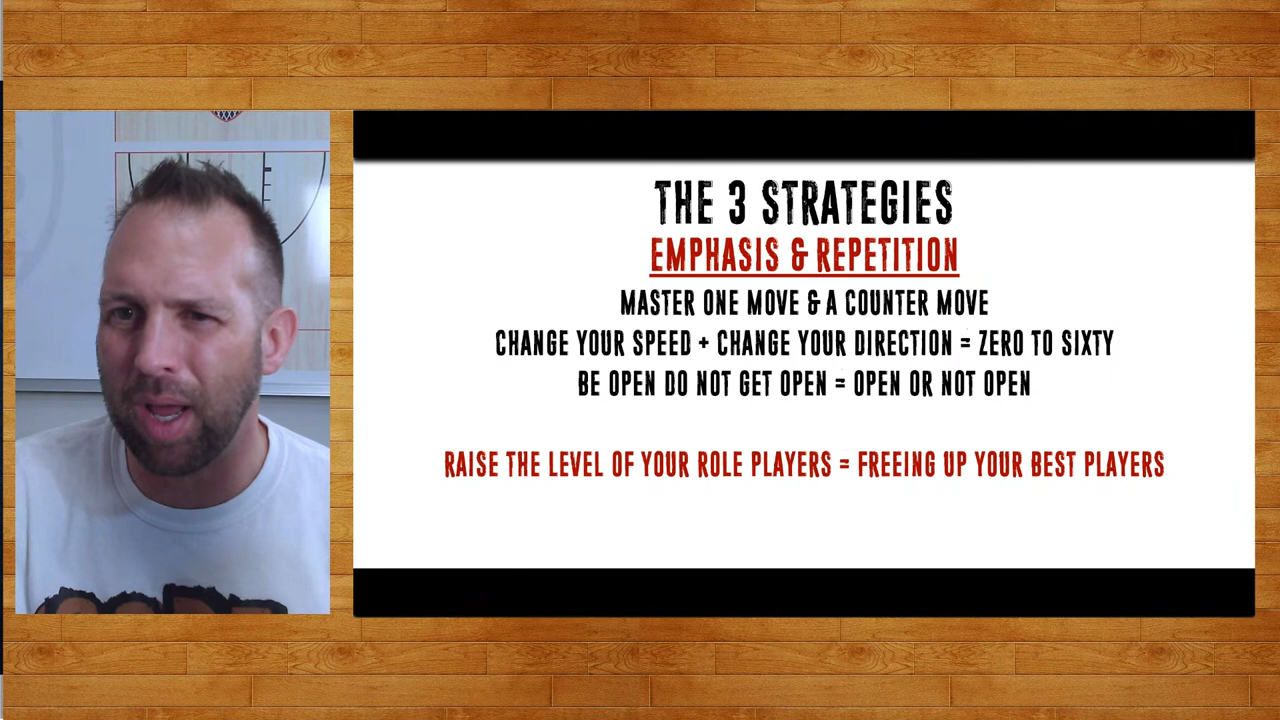 THE 3 STRATEGIES
EMPHASIS & REPETITION
MASTER ONE MOVE & A COUNTER MOVE
CHANGE YOUR SPEED + CHANGE YOUR DIRECTION = ZERO TO SIXTY
BE OPEN DO NOT GET OPEN = OPEN OR NOT OPEN
RAISE THE LEVEL OF YOUR ROLE PLAYERS = FREEING UP YOUR BEST PLAYERS